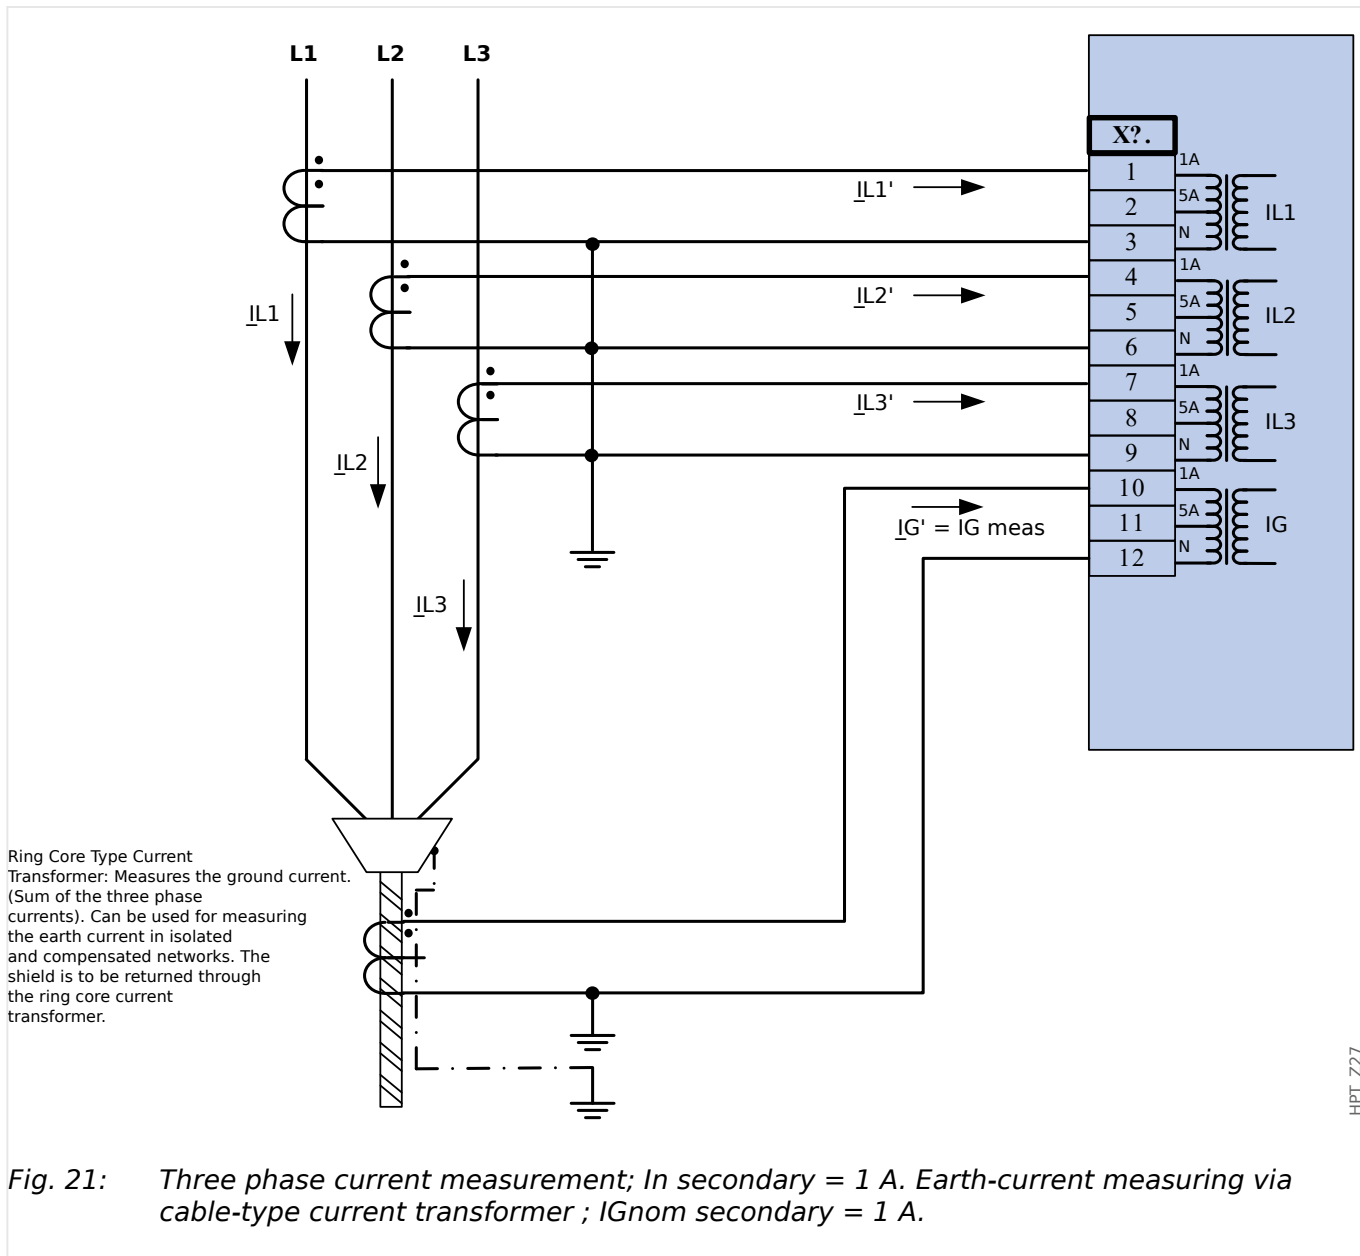 L1 L2 L3
X?.
1 1A
IL1'
2 5A IL1
3 N
4 1A
IL2'
5 5A IL2
IL1
6 N
7 1A
IL3'
8 5A IL3
9 N
IL2
10 1A
11 5A IG
IG' = IG meas
12 N
IL3
Ring Core Type Current
Transformer: Measures the ground current.
(Sum of the three phase
currents). Can be used for measuring
the earth current in isolated
and compensated networks. The
shield is to be returned through
the ring core current
transformer.
HPT_Z27
Fig. 21: Three phase current measurement; In secondary = 1 A. Earth-current measuring via
cable-type current transformer ; IGnom secondary = 1 A.